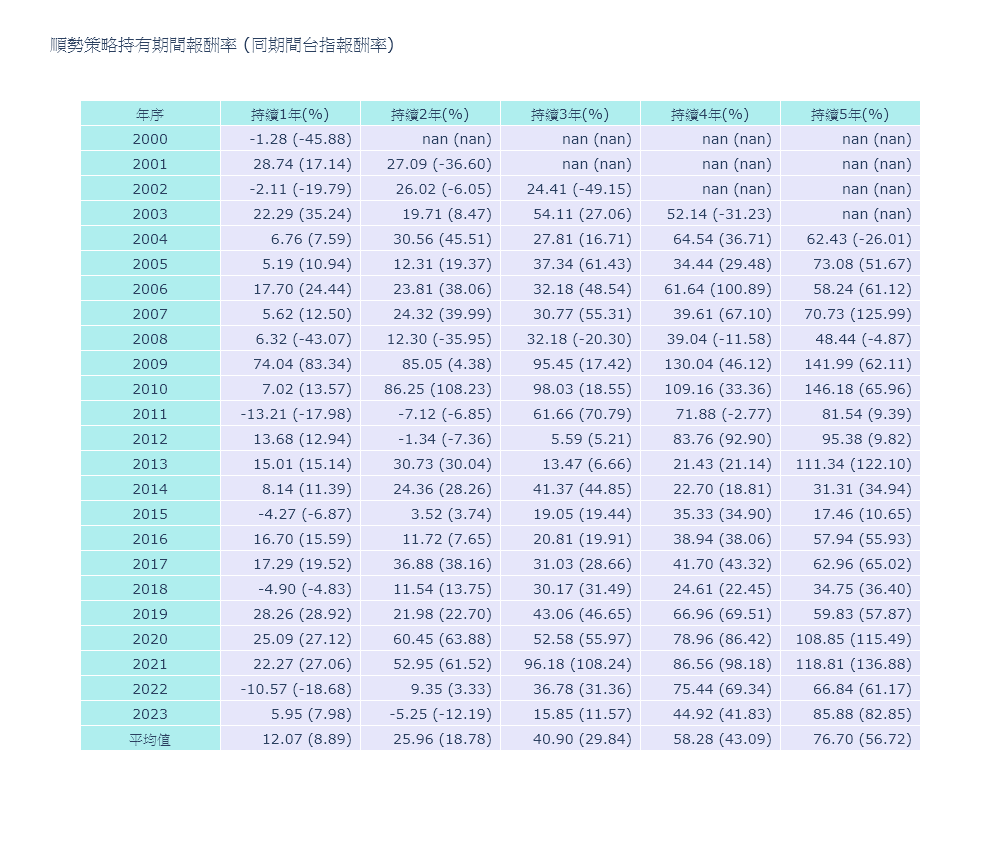 順勢策略持有期間報酬率 (同期間台指報酬率)
年序 持續1年(%) 持續2年(%) 持續3年(%) 持續4年(%) 持續5年(%)
2000 -1.28 (-45.88) nan (nan) nan (nan) nan (nan) nan (nan)
2001 28.74 (17.14) 27.09 (-36.60) nan (nan) nan (nan) nan (nan)
2002 -2.11 (-19.79) 26.02 (-6.05) 24.41 (-49.15) nan (nan) nan (nan)
2003 22.29 (35.24) 19.71 (8.47) 54.11 (27.06) 52.14 (-31.23) nan (nan)
2004 6.76 (7.59) 30.56 (45.51) 27.81 (16.71) 64.54 (36.71) 62.43 (-26.01)
2005 5.19 (10.94) 12.31 (19.37) 37.34 (61.43) 34.44 (29.48) 73.08 (51.67)
2006 17.70 (24.44) 23.81 (38.06) 32.18 (48.54) 61.64 (100.89) 58.24 (61.12)
2007 5.62 (12.50) 24.32 (39.99) 30.77 (55.31) 39.61 (67.10) 70.73 (125.99)
2008 6.32 (-43.07) 12.30 (-35.95) 32.18 (-20.30) 39.04 (-11.58) 48.44 (-4.87)
2009 74.04 (83.34) 85.05 (4.38) 95.45 (17.42) 130.04 (46.12) 141.99 (62.11)
2010 7.02 (13.57) 86.25 (108.23) 98.03 (18.55) 109.16 (33.36) 146.18 (65.96)
2011 -13.21 (-17.98) -7.12 (-6.85) 61.66 (70.79) 71.88 (-2.77) 81.54 (9.39)
2012 13.68 (12.94) -1.34 (-7.36) 5.59 (5.21) 83.76 (92.90) 95.38 (9.82)
2013 15.01 (15.14) 30.73 (30.04) 13.47 (6.66) 21.43 (21.14) 111.34 (122.10)
2014 8.14 (11.39) 24.36 (28.26) 41.37 (44.85) 22.70 (18.81) 31.31 (34.94)
2015 -4.27 (-6.87) 3.52 (3.74) 19.05 (19.44) 35.33 (34.90) 17.46 (10.65)
2016 16.70 (15.59) 11.72 (7.65) 20.81 (19.91) 38.94 (38.06) 57.94 (55.93)
2017 17.29 (19.52) 36.88 (38.16) 31.03 (28.66) 41.70 (43.32) 62.96 (65.02)
2018 -4.90 (-4.83) 11.54 (13.75) 30.17 (31.49) 24.61 (22.45) 34.75 (36.40)
2019 28.26 (28.92) 21.98 (22.70) 43.06 (46.65) 66.96 (69.51) 59.83 (57.87)
2020 25.09 (27.12) 60.45 (63.88) 52.58 (55.97) 78.96 (86.42) 108.85 (115.49)
2021 22.27 (27.06) 52.95 (61.52) 96.18 (108.24) 86.56 (98.18) 118.81 (136.88)
2022 -10.57 (-18.68) 9.35 (3.33) 36.78 (31.36) 75.44 (69.34) 66.84 (61.17)
2023 5.95 (7.98) -5.25 (-12.19) 15.85 (11.57) 44.92 (41.83) 85.88 (82.85)
平均值 12.07 (8.89) 25.96 (18.78) 40.90 (29.84) 58.28 (43.09) 76.70 (56.72)